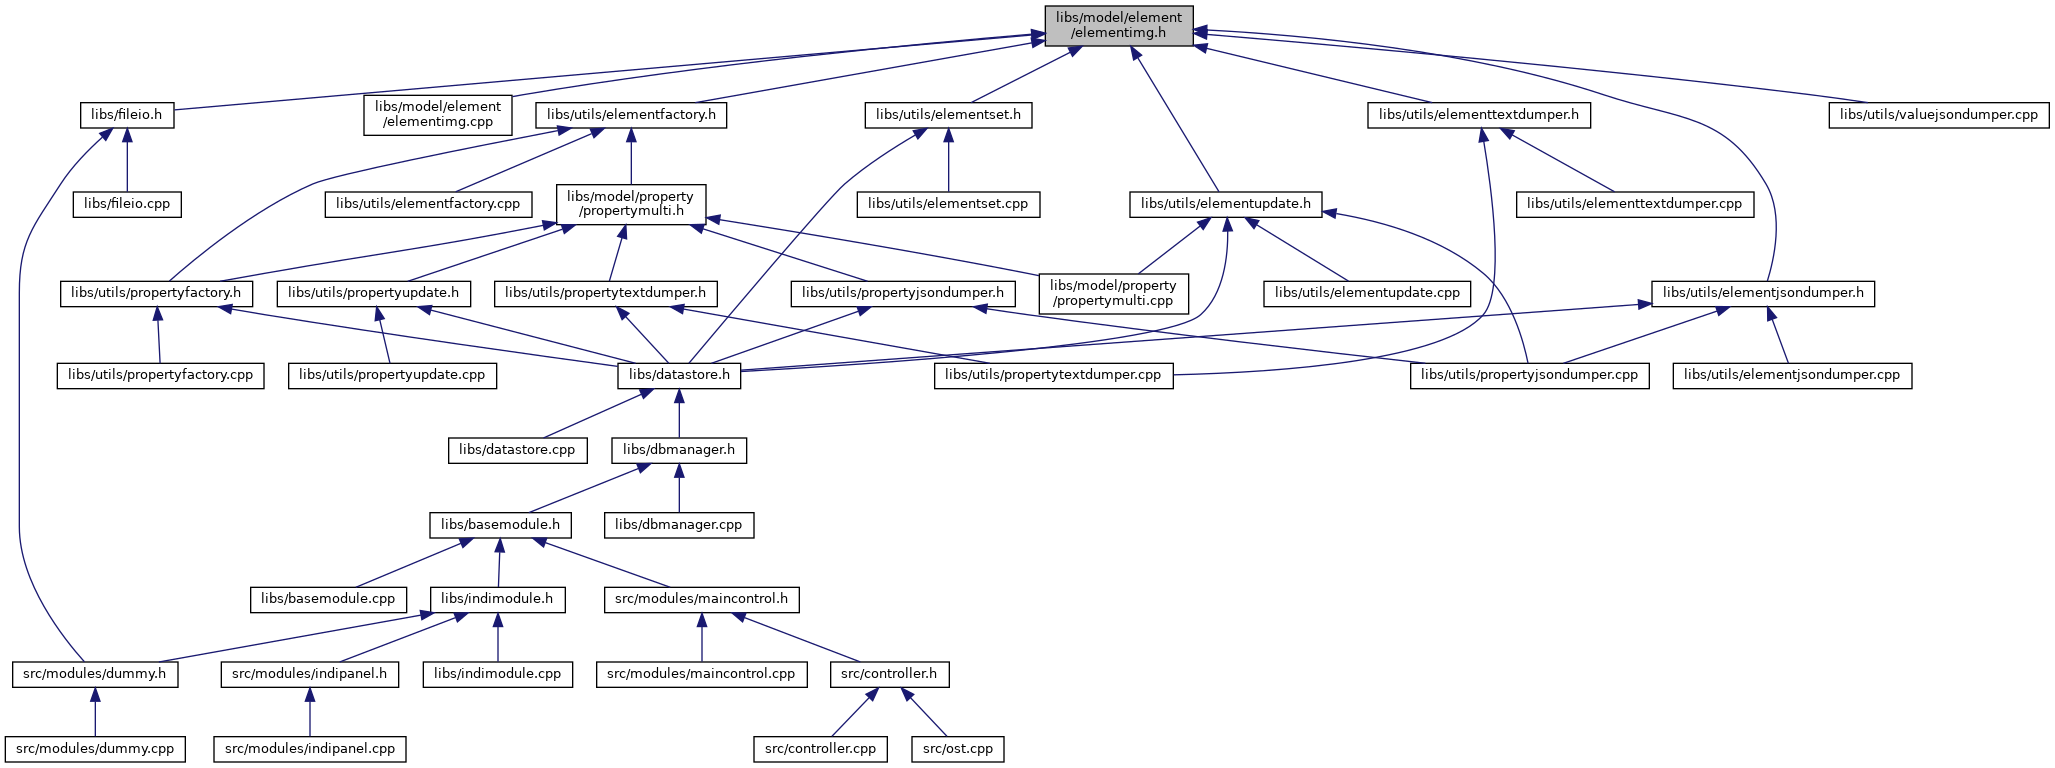 libs/model/element
/elementimg.h
libs/fileio.h
libs/model/element
/elementimg.cpp
libs/utils/elementfactory.h
libs/utils/elementset.h
libs/utils/elementtextdumper.h
libs/utils/valuejsondumper.cpp
libs/fileio.cpp
libs/utils/elementfactory.cpp
libs/model/property
/propertymulti.h
libs/utils/elementset.cpp
libs/utils/elementupdate.h
libs/utils/elementtextdumper.cpp
libs/utils/propertyfactory.h
libs/utils/propertyupdate.h
libs/utils/propertytextdumper.h
libs/utils/propertyjsondumper.h
libs/model/property
/propertymulti.cpp
libs/utils/elementupdate.cpp
libs/utils/elementjsondumper.h
libs/utils/propertyfactory.cpp
libs/utils/propertyupdate.cpp
libs/datastore.h
libs/utils/propertytextdumper.cpp
libs/utils/propertyjsondumper.cpp
libs/utils/elementjsondumper.cpp
libs/datastore.cpp
libs/dbmanager.h
libs/basemodule.h
libs/dbmanager.cpp
libs/basemodule.cpp
libs/indimodule.h
src/modules/maincontrol.h
src/modules/dummy.h
src/modules/indipanel.h
libs/indimodule.cpp
src/modules/maincontrol.cpp
src/controller.h
src/modules/dummy.cpp
src/modules/indipanel.cpp
src/controller.cpp
src/ost.cpp